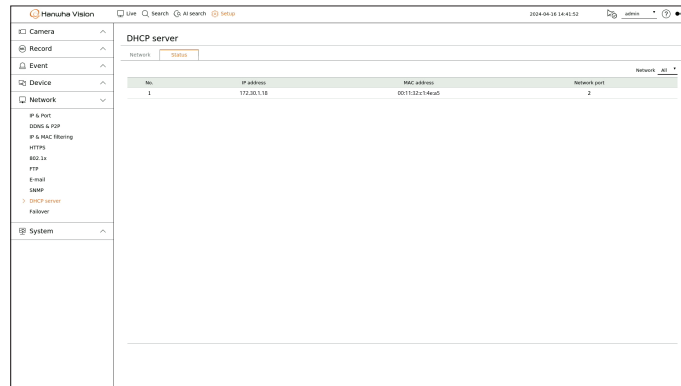 Hanwha Vision
Live Search AI search Setup
2024-04-16 14:41:52
admin
Camera
Record
Event
Device
Network
IP & Port
DDNS & P2P
IP & MAC filtering
HTTPS
802.1x
FTP
E-mail
SNMP
> DHCP server
Failover
System
DHCP server
Network Status
Network All
No. IP address MAC address Network port
1 172.30.1.18 00:11:32:c1:4e:a5 2